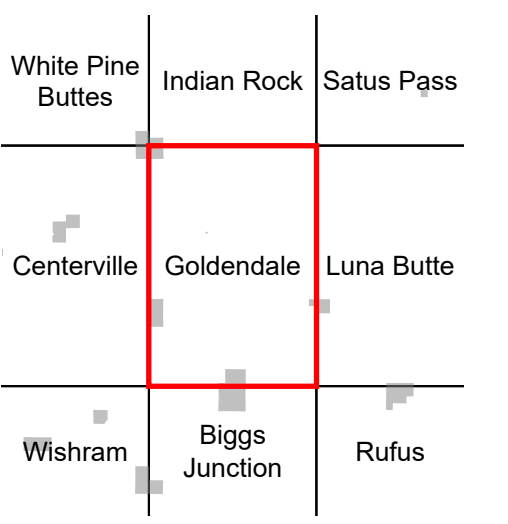 White Pine
Buttes
Indian Rock
Satus Pass
Centerville
Goldendale
Luna Butte
Wishram
Biggs
Junction
Rufus